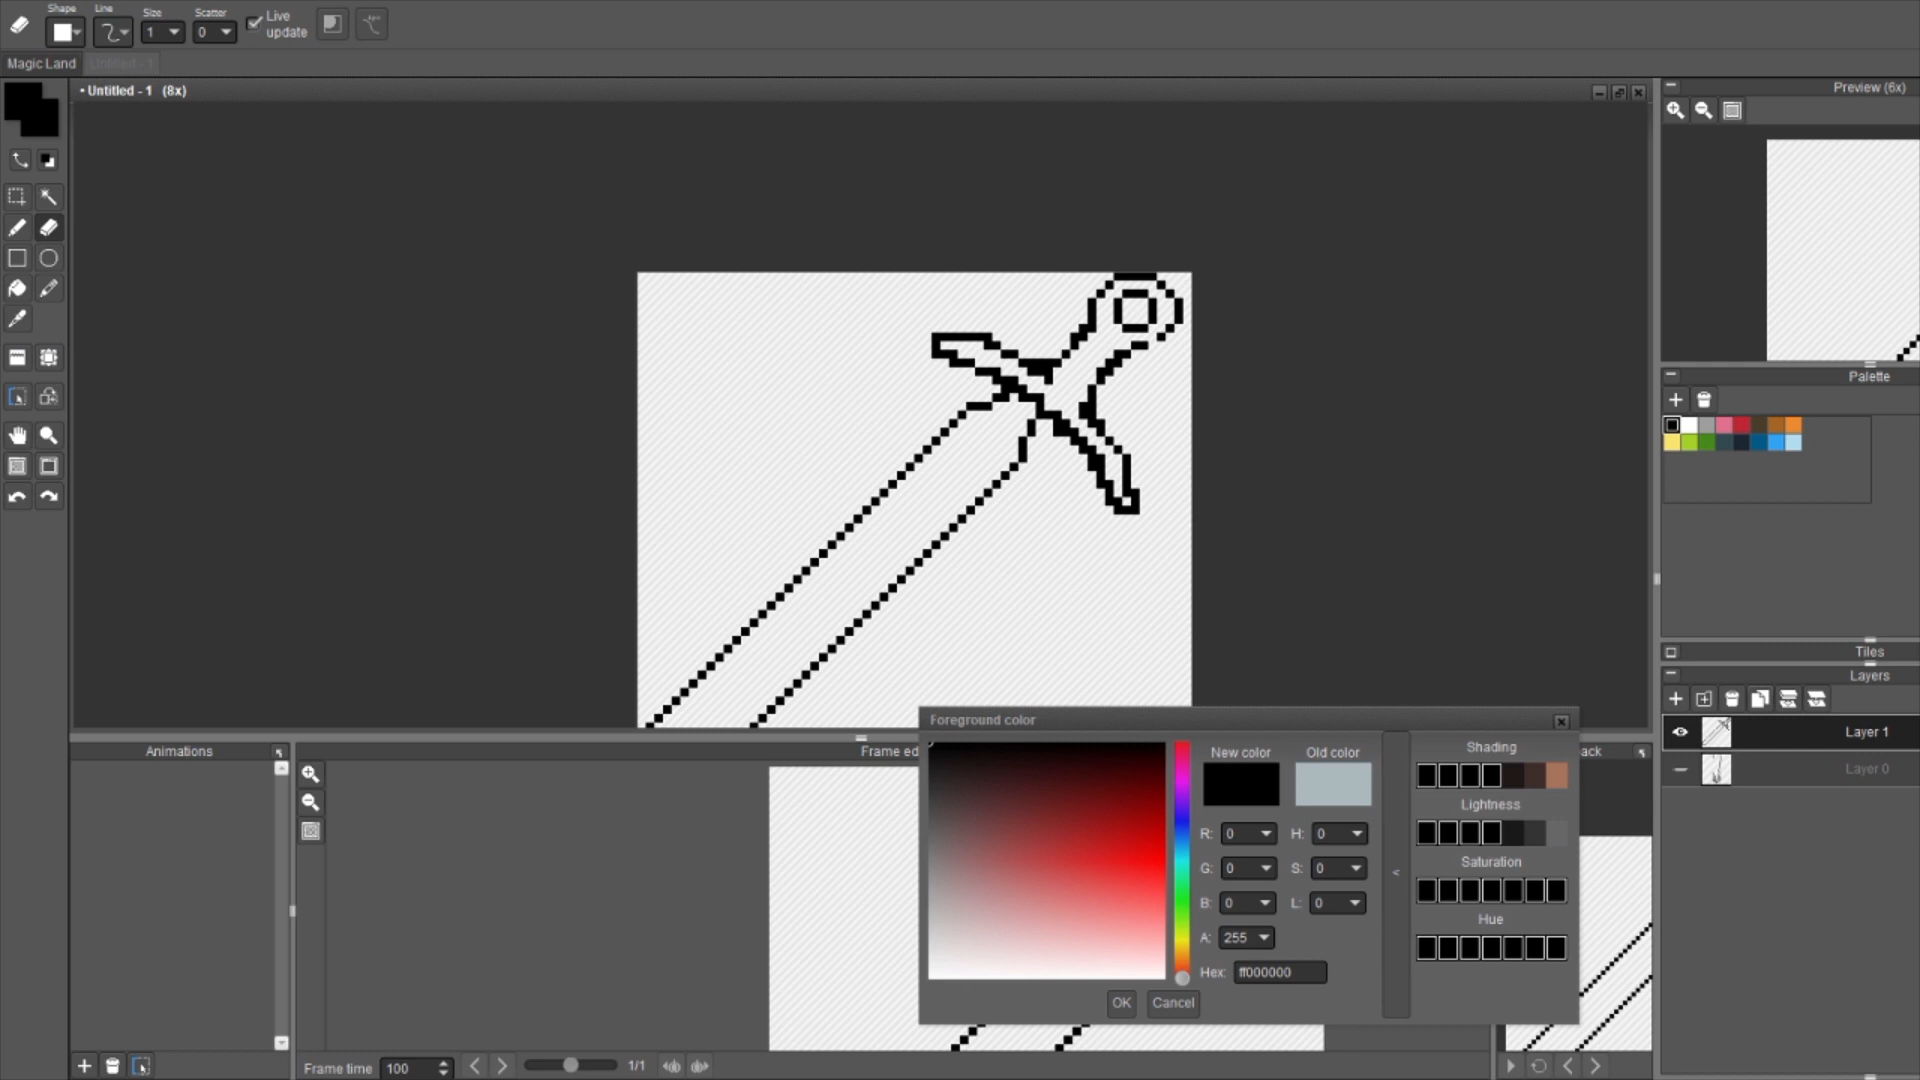 Shape Line Size Scatter Live update
1 0
Magic Land Untitled - 1
• Untitled - 1 (8x)
Preview (6x)
Palette
Tiles
Layers
Layer 1
Layer 0
Animations
Frame ed
ack
Foreground color
New color Old color
R: 0 H: 0
G: 0 S: 0
B: 0 L: 0
A: 255
Hex: ff000000
OK Cancel
<
Shading
Lightness
Saturation
Hue
Frame time 100
1/1